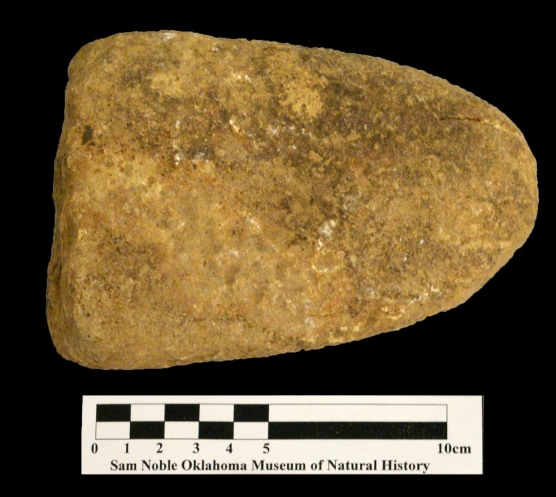 0 1 2 3 4 5 10cm
Sam Noble Oklahoma Museum of Natural History